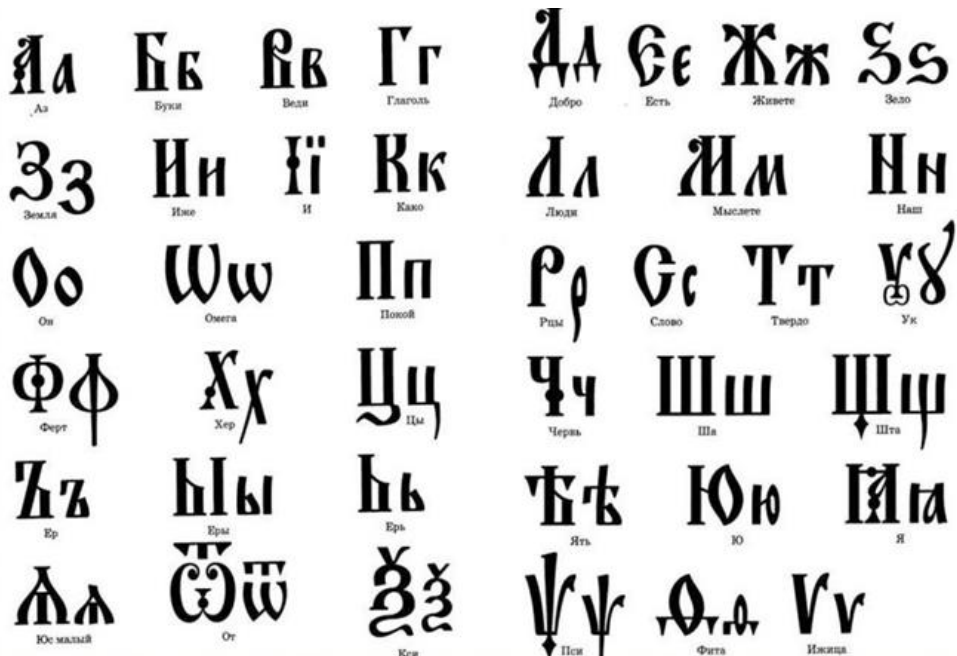 Аа Бб Вв Гг Дд Єє Жж Ѕѕ
Аз Буки Веди Глаголь Добро Есть Живете Зело
Зз Ии Її Кк Лл Мм Нн
Земля Иже И Како Люди Мыслете Наш
Оо Ѡѡ Пп Рр Сс Тт Ѹꙋ
Он Омега Покой Рцы Слово Твердо Ук
Фф Хх Цц Чч Шш Щщ
Ферт Хер Цы Червь Ша Шта
Ъъ Ыы Ьь Ѣѣ Юю Ꙗꙗ
Ер Еры Ерь Ять Ю Я
Ѧѧ Ѿѿ Ѯѯ Ѱѱ Ѳѳ Ѵѵ
Юс малый От Кси Пси Фита Ижица